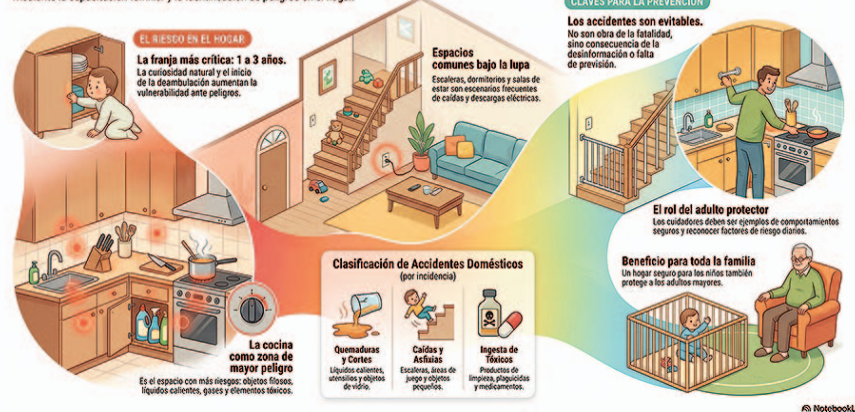 EL RIESGO EN EL HOGAR
La franja más crítica: 1 a 3 años.
La curiosidad natural y el inicio
de la deambulación aumentan la
vulnerabilidad ante peligros.
Espacios
comunes bajo la lupa
Escaleras, dormitorios y salas de
estar son escenarios frecuentes
de caídas y descargas eléctricas.
CLAVES PARA LA PREVENCIÓN
Los accidentes son evitables.
No son obra de la fatalidad,
sino consecuencia de la
desinformación o falta
de previsión.
El rol del adulto protector
Los cuidadores deben ser ejemplos de comportamientos
seguros y reconocer factores de riesgo diarios.
Beneficio para toda la familia
Un hogar seguro para los niños también
protege a los adultos mayores.
La cocina
como zona de
mayor peligro
Es el espacio con más riesgos: objetos filosos,
líquidos calientes, gases y elementos tóxicos.
Clasificación de Accidentes Domésticos
(por incidencia)
Quemaduras
y Cortes
Líquidos calientes,
utensilios y objetos
de vidrio.
Caídas y
Asfixias
Escaleras, áreas de
juego y objetos
pequeños.
Ingesta de
Tóxicos
Productos de
limpieza, plaguicidas
y medicamentos.